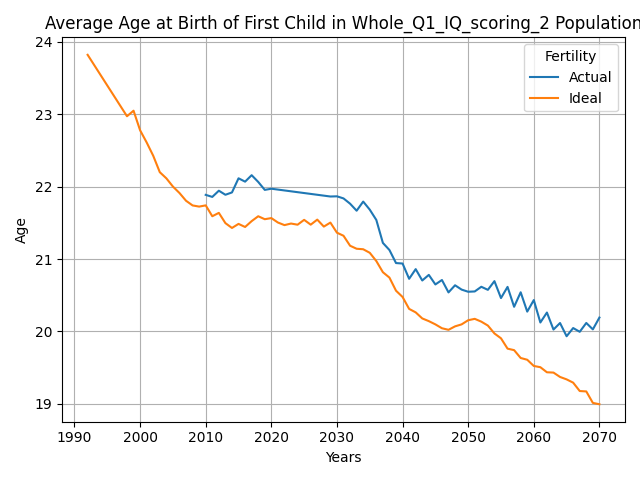 Average Age at Birth of First Child in Whole_Q1_IQ_scoring_2 Population
24
23
22
21
20
19
Age
Fertility
Actual
Ideal
1990
2000
2010
2020
2030
2040
2050
2060
2070
Years